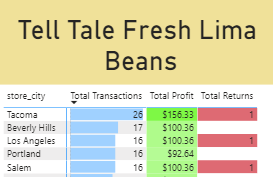 Tell Tale Fresh Lima
Beans
store_city Total Transactions Total Profit Total Returns
Tacoma 26 $156.33 1
Beverly Hills 17 $100.36
Los Angeles 16 $100.36 1
Portland 16 $92.64
Salem 16 $100.36 1